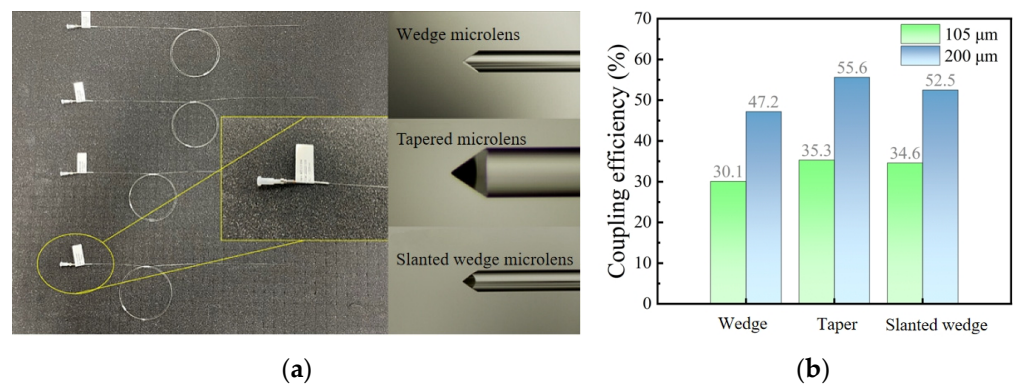 Wedge microlens
Tapered microlens
Slanted wedge microlens
(a)
Coupling efficiency (%)
70
60
50
40
30
20
10
0
105 μm
200 μm
30.1
47.2
35.3
55.6
34.6
52.5
Wedge
Taper
Slanted wedge
(b)